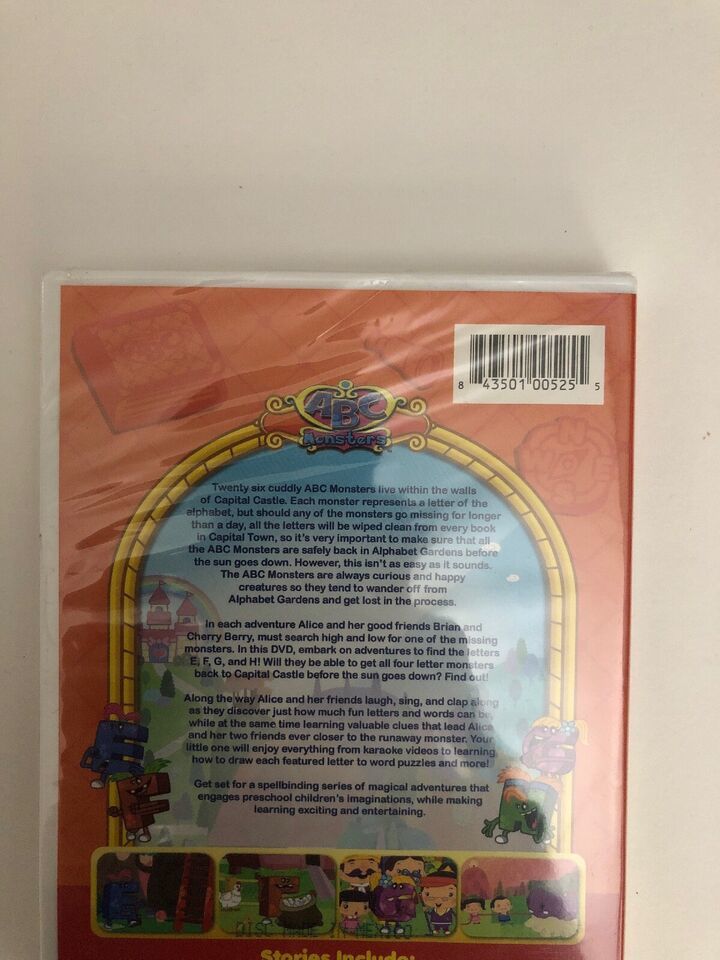 8 43501 00525 5
ABC
Monsters
Twenty six cuddly ABC Monsters live within the walls
of Capital Castle. Each monster represents a letter of the
alphabet, but should any of the monsters go missing for longer
than a day, all the letters will be wiped clean from every book
in Capital Town, so it's very important to make sure that all
the ABC Monsters are safely back in Alphabet Gardens before
the sun goes down. However, this isn't as easy as it sounds.
The ABC Monsters are always curious and happy
creatures so they tend to wander off from
Alphabet Gardens and get lost in the process.
In each adventure Alice and her good friends Brian and
Cherry Berry, must search high and low for one of the missing
monsters. In this DVD, embark on adventures to find the letters
E, F, G, and H! Will they be able to get all four letter monsters
back to Capital Castle before the sun goes down? Find out!
Along the way Alice and her friends laugh, sing, and clap along
as they discover just how much fun letters and words can be,
while at the same time learning valuable clues that lead Alice
and her two friends ever closer to the runaway monster. Your
little one will enjoy everything from karaoke videos to learning
how to draw each featured letter to word puzzles and more!
Get set for a spellbinding series of magical adventures that
engages preschool children's imaginations, while making
learning exciting and entertaining.
DISC MADE IN MEXICO
Stories Include: